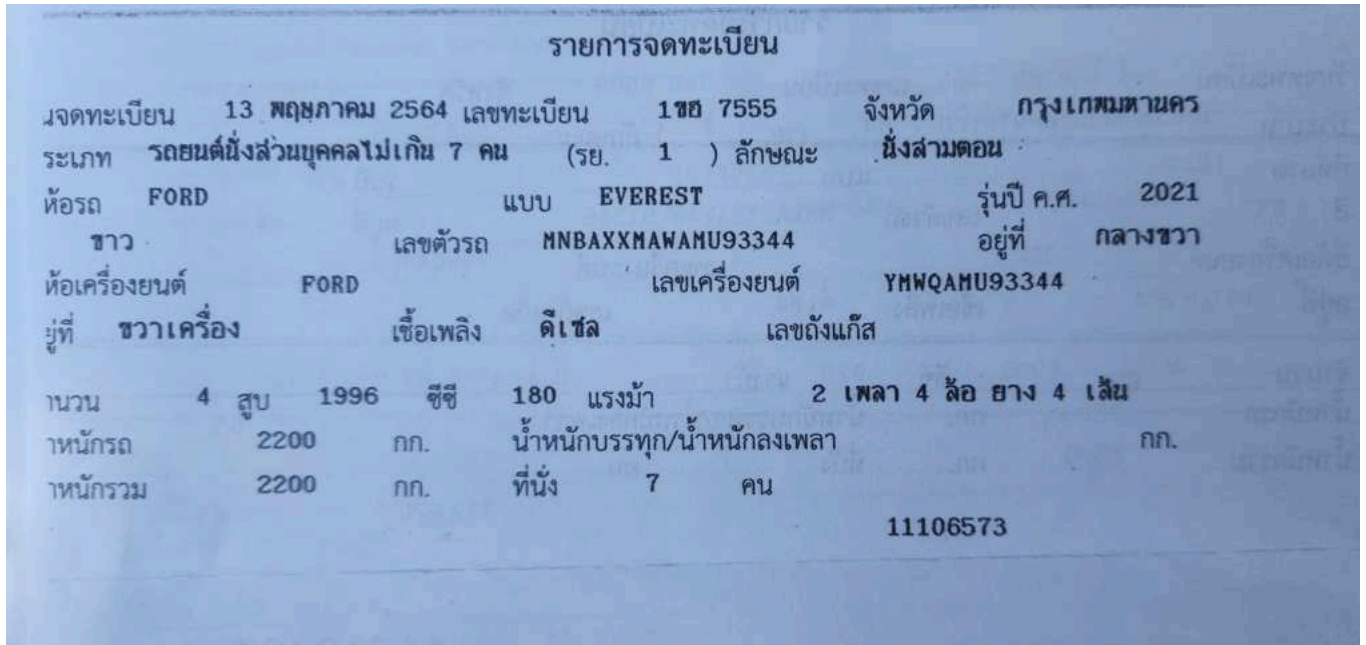 รายการจดทะเบียน
นจดทะเบียน 13 พฤษภาคม 2564 เลขทะเบียน 1ขฮ 7555 จังหวัด กรุงเทพมหานคร
ระเภท รถยนต์นั่งส่วนบุคคลไม่เกิน 7 คน (รย. 1 ) ลักษณะ นั่งสามตอน
ห้อรถ FORD แบบ EVEREST รุ่นปี ค.ศ. 2021
ขาว เลขตัวรถ MNBAXXMAWAMU93344 อยู่ที่ กลางขวา
ห้อเครื่องยนต์ FORD เลขเครื่องยนต์ YMWQAMU93344
ยู่ที่ ขวาเครื่อง เชื้อเพลิง ดีเซล เลขถังแก๊ส
านวน 4 สูบ 1996 ซีซี 180 แรงม้า 2 เพลา 4 ล้อ ยาง 4 เส้น
าหนักรถ 2200 กก. น้ำหนักบรรทุก/น้ำหนักลงเพลา กก.
าหนักรวม 2200 กก. ที่นั่ง 7 คน
11106573